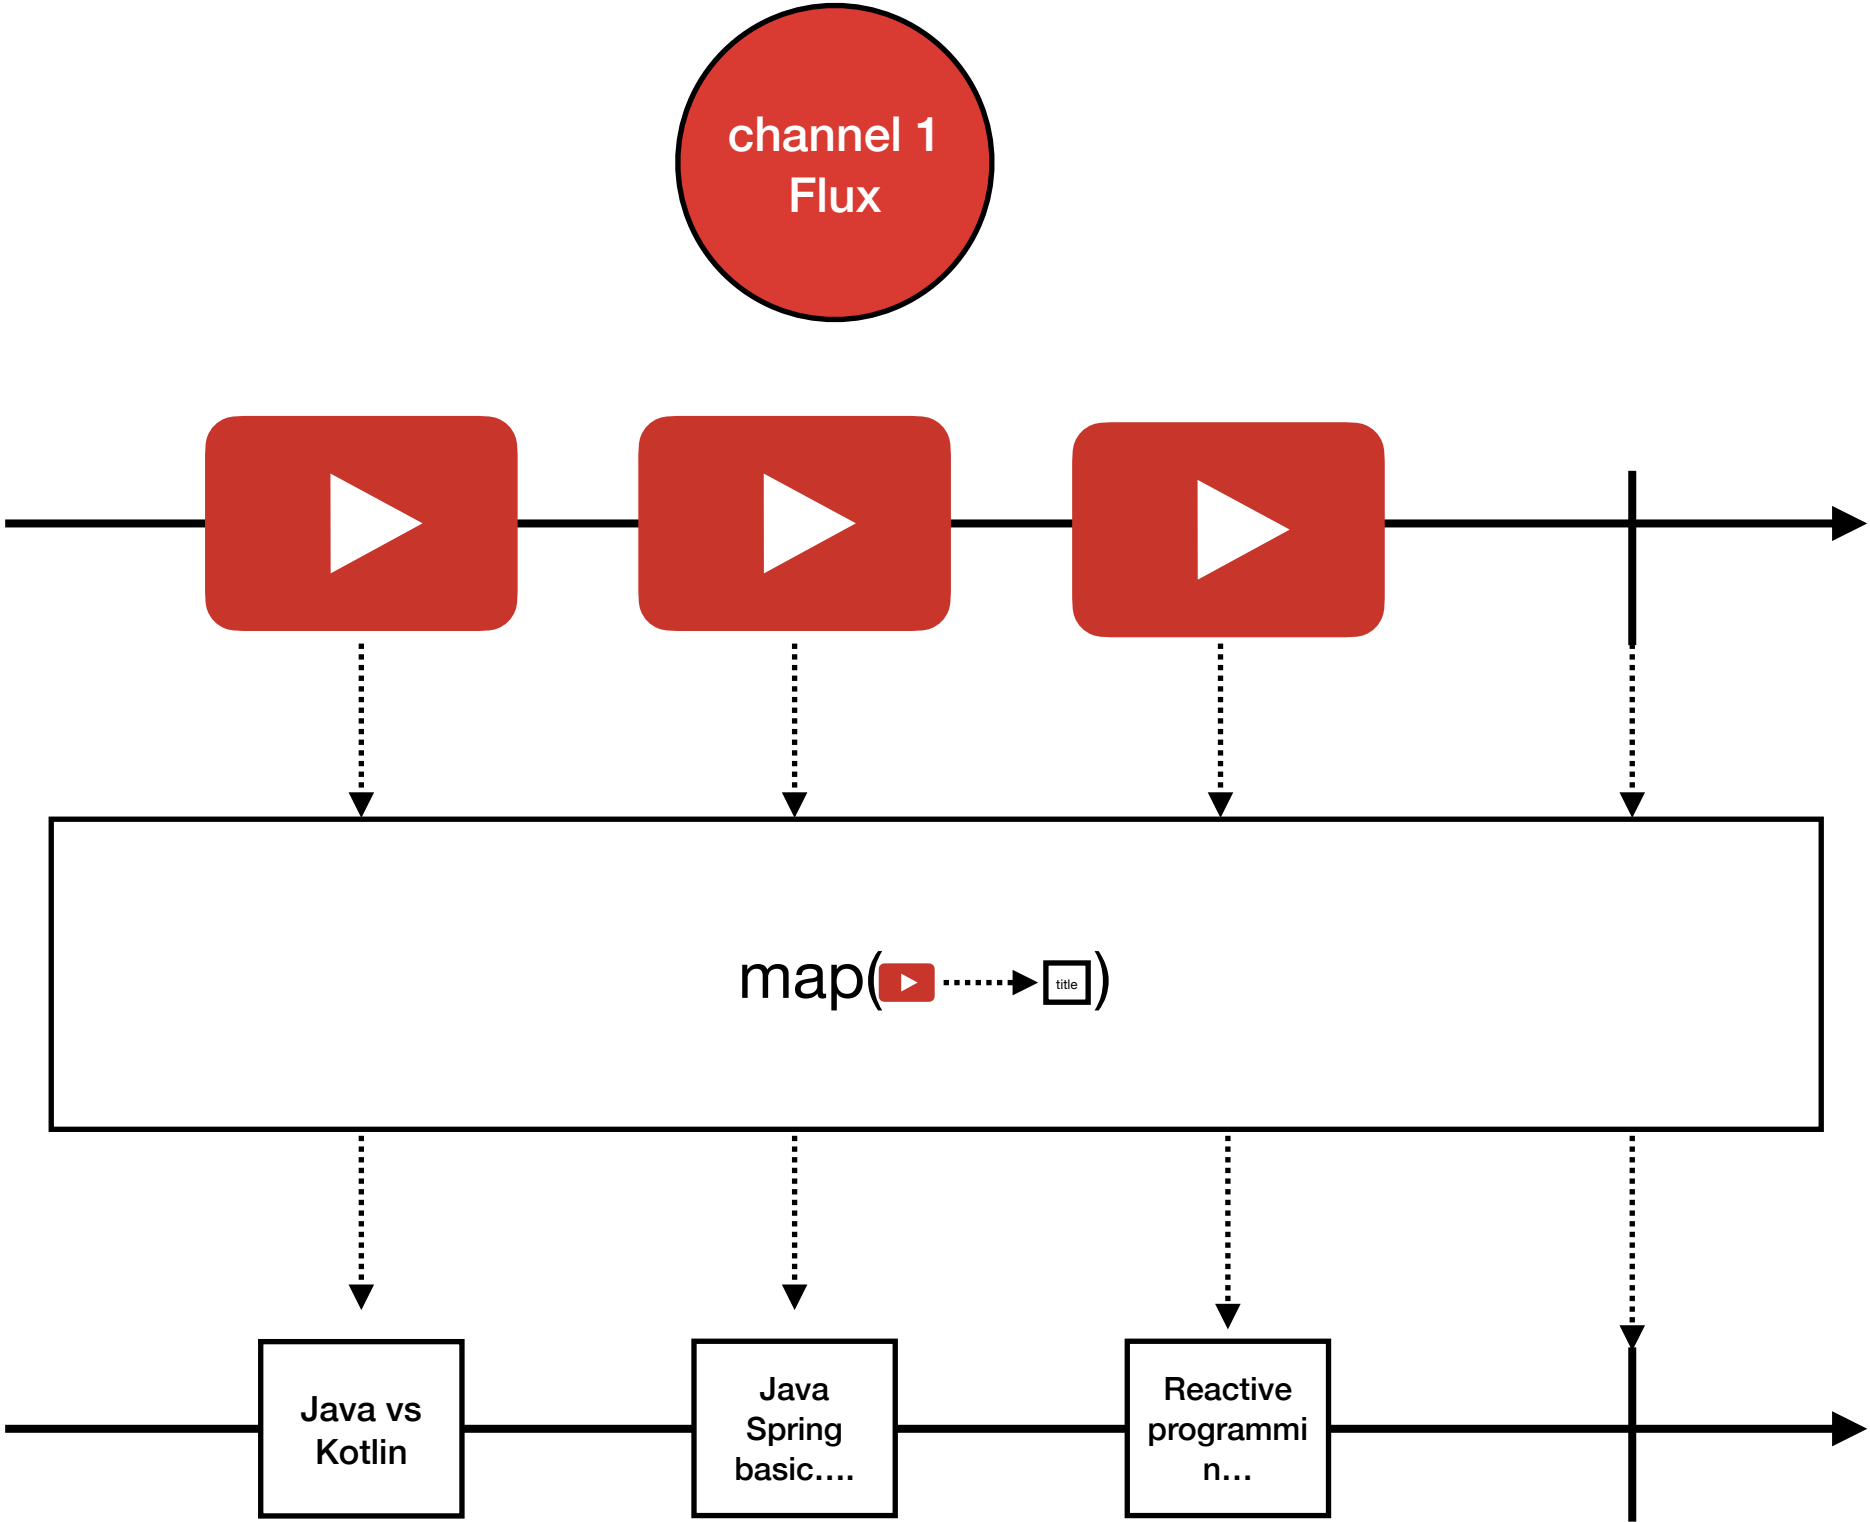 channel 1
Flux
map( title )
Java vs
Kotlin
Java
Spring
basic....
Reactive
programmi
n...